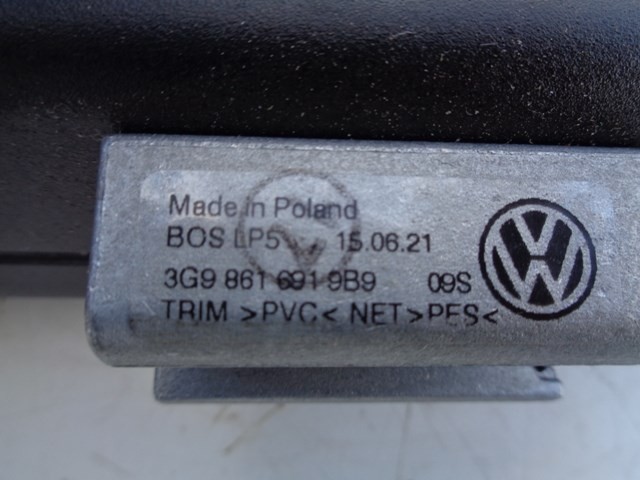 Made in Poland
BOS LP5 15.06.21
3G9 861 691 9B9 09S
TRIM >PVC< NET >PES<